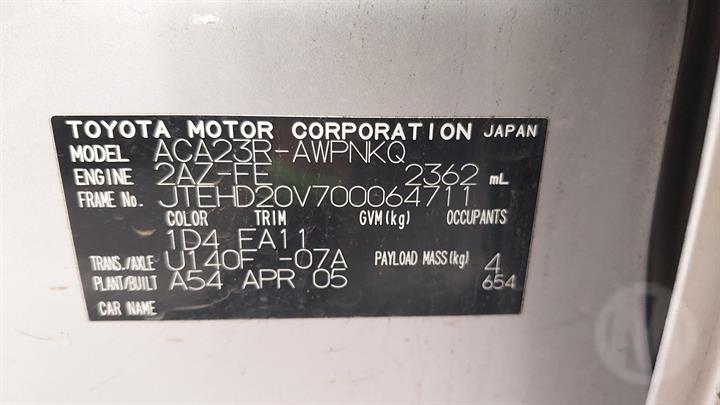 TOYOTA MOTOR CORPORATION JAPAN
MODEL ACA23R-AWPNKQ
ENGINE 2AZ-FE 2362 mL
FRAME No. JTEHD20V700064711
COLOR TRIM GVM(kg) OCCUPANTS
1D4 FA11
TRANS./AXLE U140F -07A PAYLOAD MASS(kg) 4
PLANT/BUILT A54 APR 05 654
CAR NAME